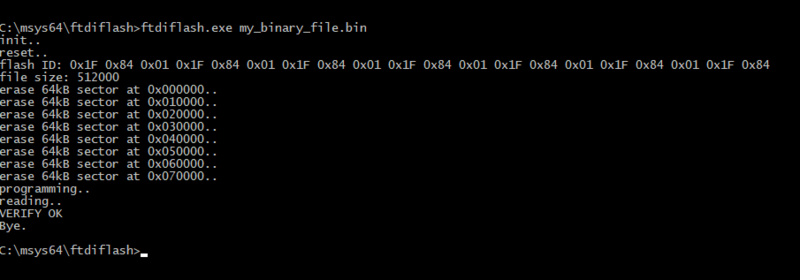 C:\msys64\ftdiflash>ftdiflash.exe my_binary_file.bin
init..
reset..
flash ID: 0x1F 0x84 0x01 0x1F 0x84 0x01 0x1F 0x84 0x01 0x1F 0x84 0x01 0x1F 0x84 0x01 0x1F 0x84 0x01 0x1F 0x84
file size: 512000
erase 64kB sector at 0x000000..
erase 64kB sector at 0x010000..
erase 64kB sector at 0x020000..
erase 64kB sector at 0x030000..
erase 64kB sector at 0x040000..
erase 64kB sector at 0x050000..
erase 64kB sector at 0x060000..
erase 64kB sector at 0x070000..
programming..
reading..
VERIFY OK
Bye.
C:\msys64\ftdiflash>